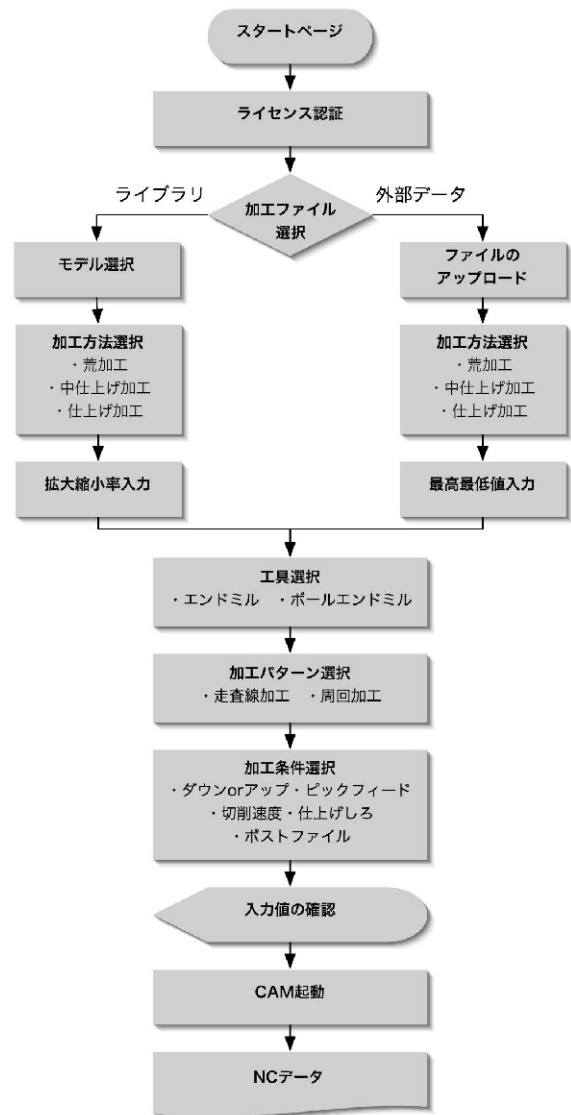 スタートページ
ライセンス認証
加工ファイル
選択
ライブラリ
外部データ
モデル選択
加工方法選択
・荒加工
・中仕上げ加工
・仕上げ加工
拡大縮小率入力
ファイルの
アップロード
加工方法選択
・荒加工
・中仕上げ加工
・仕上げ加工
最高最低値入力
工具選択
・エンドミル ・ボールエンドミル
加工パターン選択
・走査線加工 ・周回加工
加工条件選択
・ダウンorアップ・ピックフィード
・切削速度・仕上げしろ
・ポストファイル
入力値の確認
CAM起動
NCデータ